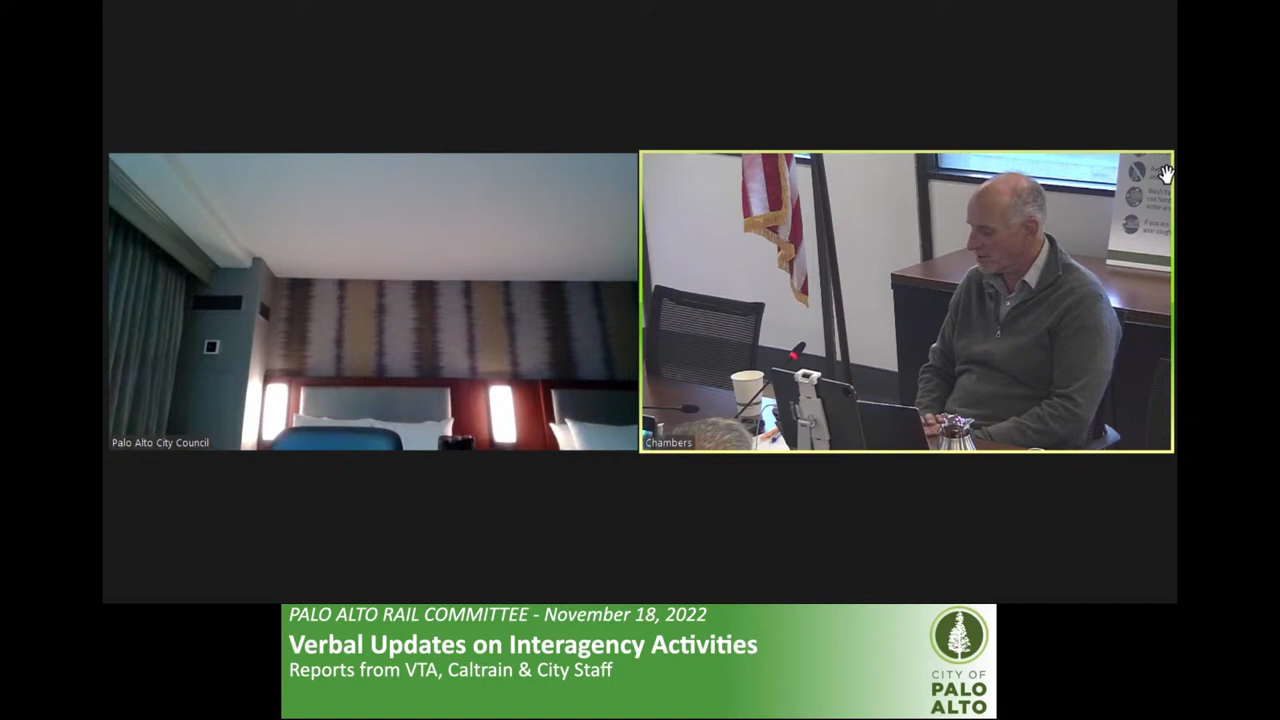 Palo Alto City Council
Chambers
PALO ALTO RAIL COMMITTEE - November 18, 2022
Verbal Updates on Interagency Activities
Reports from VTA, Caltrain & City Staff
CITY OF
PALO
ALTO